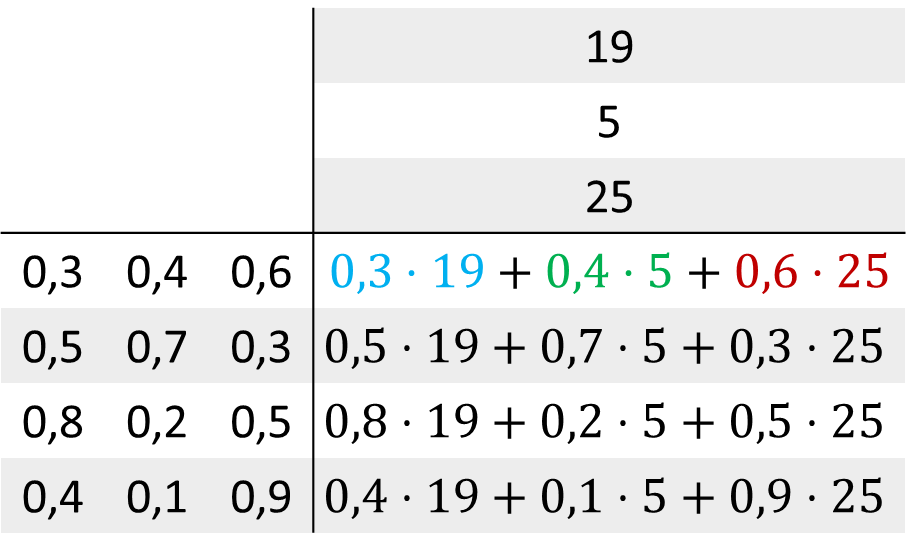 19
5
25
0,3 0,4 0,6 0,3 · 19 + 0,4 · 5 + 0,6 · 25
0,5 0,7 0,3 0,5 · 19 + 0,7 · 5 + 0,3 · 25
0,8 0,2 0,5 0,8 · 19 + 0,2 · 5 + 0,5 · 25
0,4 0,1 0,9 0,4 · 19 + 0,1 · 5 + 0,9 · 25